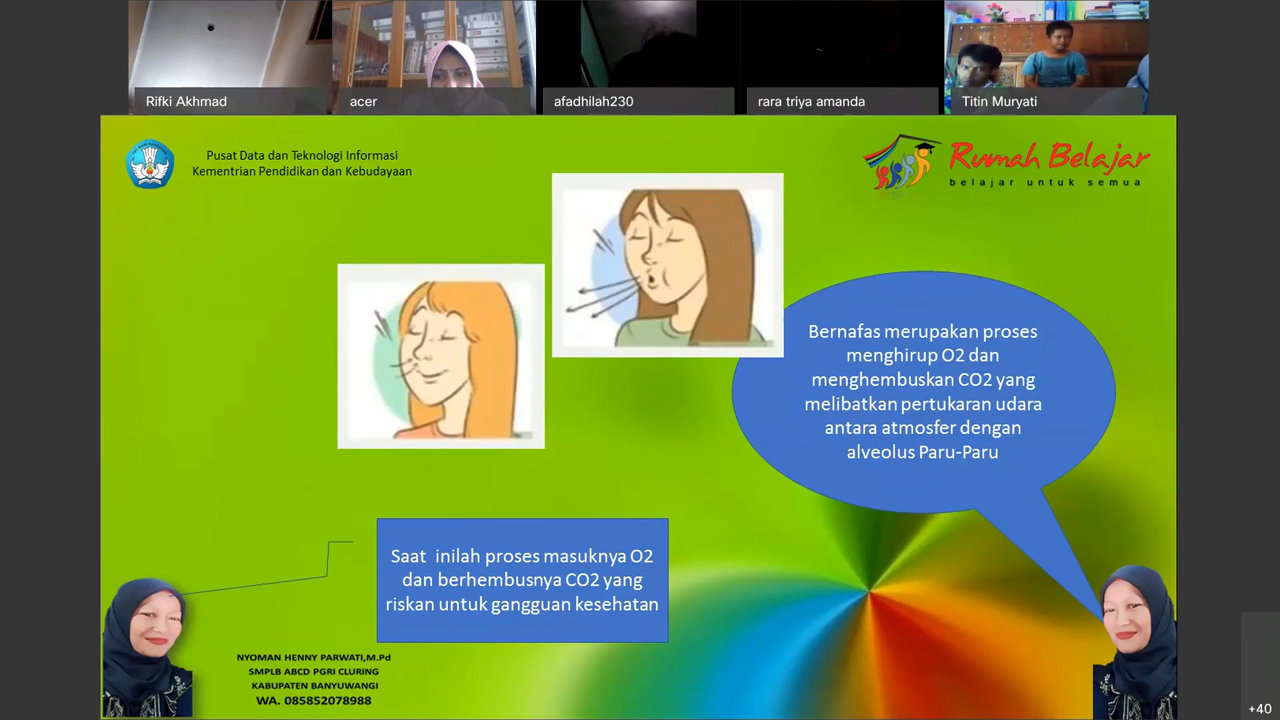 Rifki Akhmad
acer
afadhilah230
rara triya amanda
Titin Muryati
Pusat Data dan Teknologi Informasi
Kementrian Pendidikan dan Kebudayaan
Rumah Belajar
belajar untuk semua
Bernafas merupakan proses
menghirup O2 dan
menghembuskan CO2 yang
melibatkan pertukaran udara
antara atmosfer dengan
alveolus Paru-Paru
Saat inilah proses masuknya O2
dan berhembusnya CO2 yang
riskan untuk gangguan kesehatan
NYOMAN HENNY PARWATI,M.Pd
SMPLB ABCD PGRI CLURING
KABUPATEN BANYUWANGI
WA. 085852078988
+40